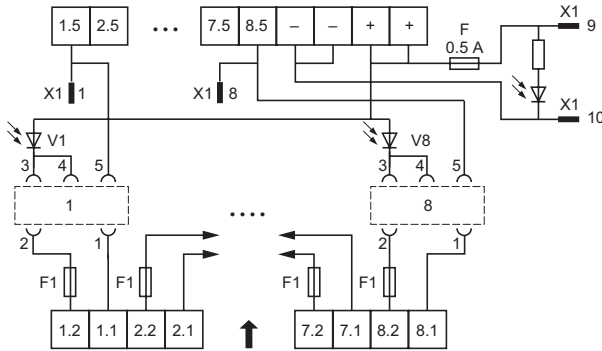 1.5 2.5 ... 7.5 8.5 – – + +
F
0.5 A
X1 9
X1 1
X1 8
X1 10
V1
V8
3 4 5
3 4 5
1
8
....
2 1
2 1
F1 F1 F1 F1
1.2 1.1 2.2 2.1 7.2 7.1 8.2 8.1